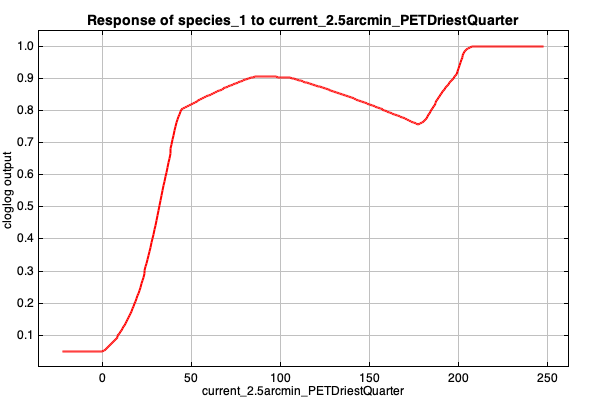 Response of species_1 to current_2.5arcmin_PETDriestQuarter
1.0
0.9
0.8
0.7
0.6
0.5
0.4
0.3
0.2
0.1
cloglog output
0 50 100 150 200 250
current_2.5arcmin_PETDriestQuarter